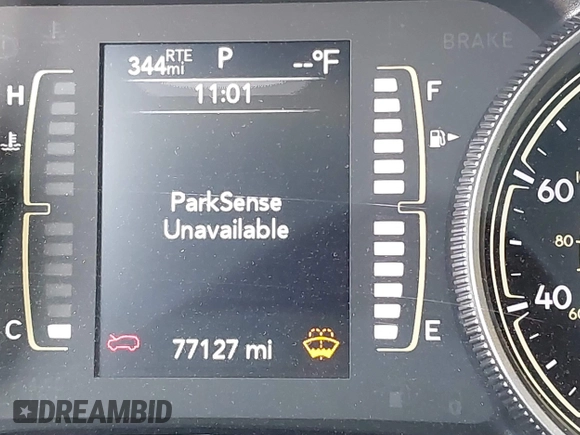 344 RTE mi P --°F
BRAKE
11:01
H
F
ParkSense
Unavailable
60
80
40
C
77127 mi
E
DREAMBID